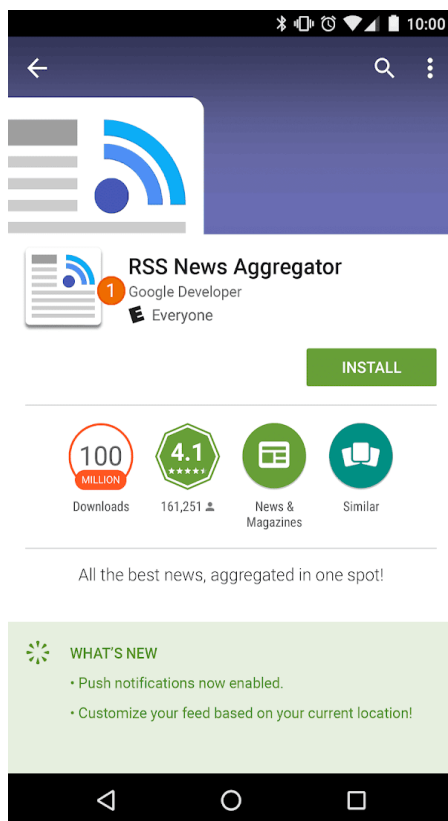 10:00
RSS News Aggregator
1
Google Developer
E Everyone
INSTALL
100
MILLION
Downloads
4.1
161,251
News &
Magazines
Similar
All the best news, aggregated in one spot!
WHAT'S NEW
• Push notifications now enabled.
• Customize your feed based on your current location!